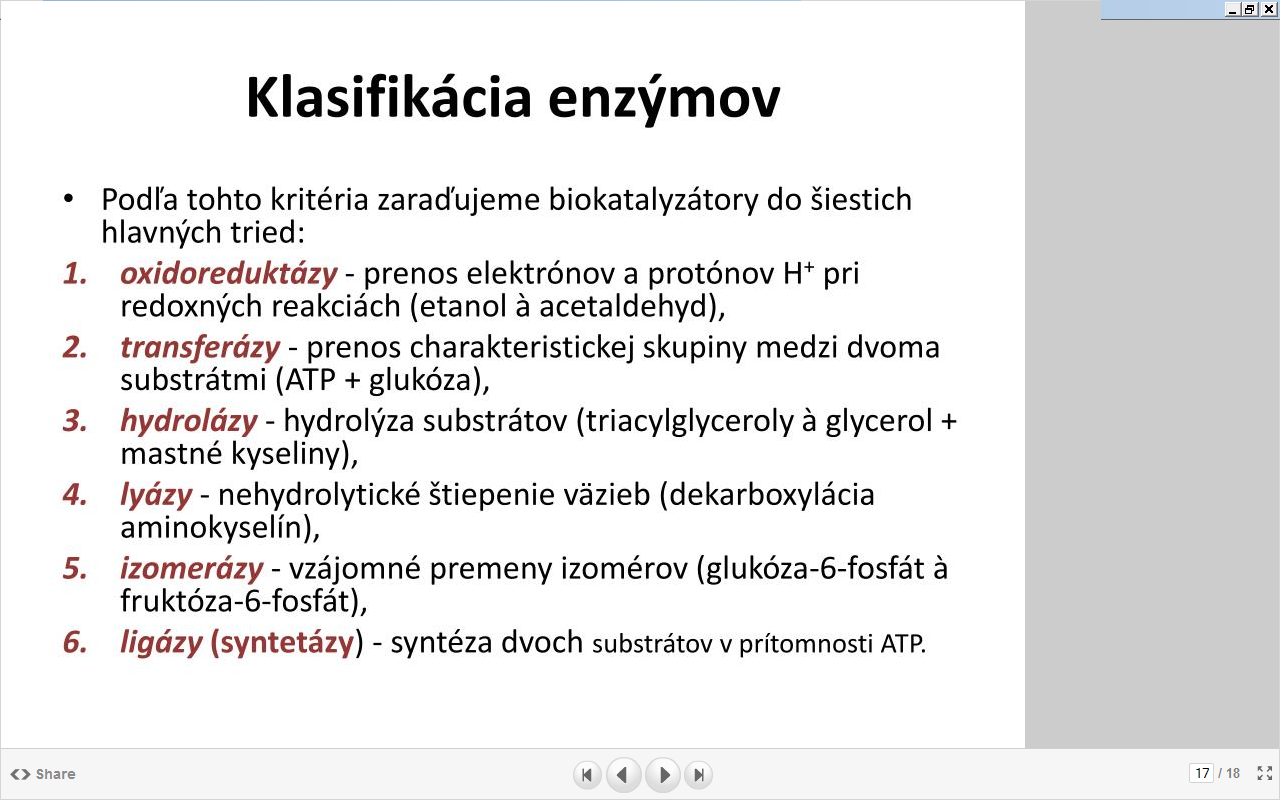 Klasifikácia enzýmov
• Podľa tohto kritéria zaraďujeme biokatalyzátory do šiestich
hlavných tried:
1. oxidoreduktázy - prenos elektrónov a protónov H⁺ pri
redoxných reakciách (etanol à acetaldehyd),
2. transferázy - prenos charakteristickej skupiny medzi dvoma
substrátmi (ATP + glukóza),
3. hydrolázy - hydrolýza substrátov (triacylglyceroly à glycerol +
mastné kyseliny),
4. lyázy - nehydrolytické štiepenie väzieb (dekarboxylácia
aminokyselín),
5. izomerázy - vzájomné premeny izomérov (glukóza-6-fosfát à
fruktóza-6-fosfát),
6. ligázy (syntetázy) - syntéza dvoch substrátov v prítomnosti ATP.
Share
17 / 18